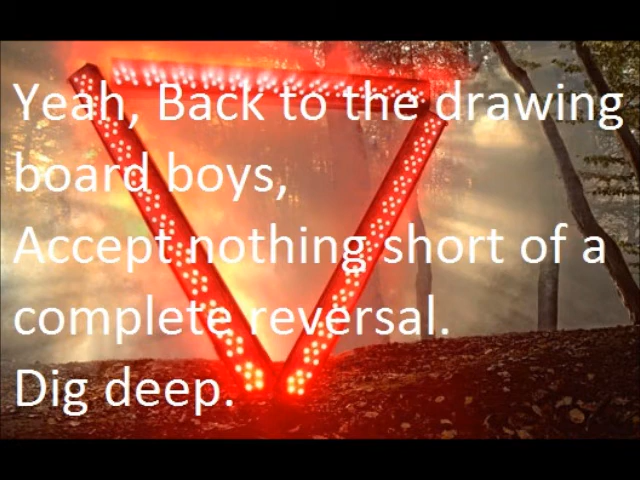 Yeah, Back to the drawing
board boys,
Accept nothing short of a
complete reversal.
Dig deep.